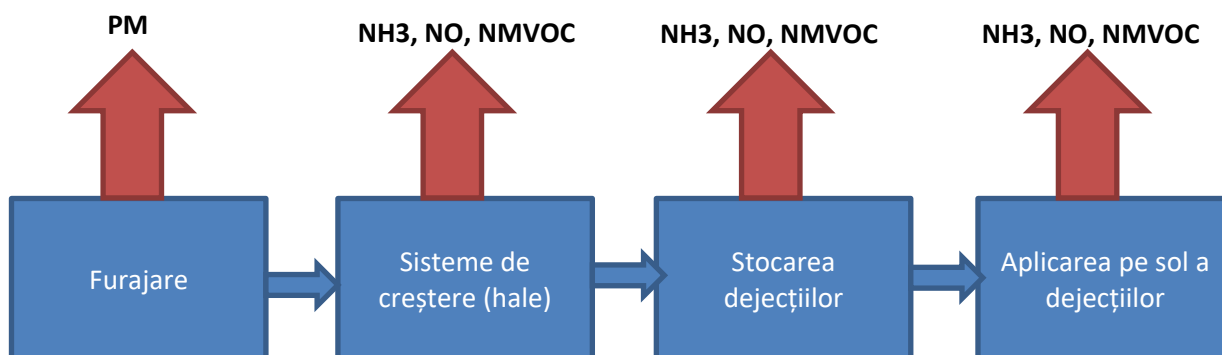 PM
NH3, NO, NMVOC
NH3, NO, NMVOC
NH3, NO, NMVOC
Furajare
Sisteme de
creștere (hale)
Stocarea
dejecțiilor
Aplicarea pe sol a
dejecțiilor